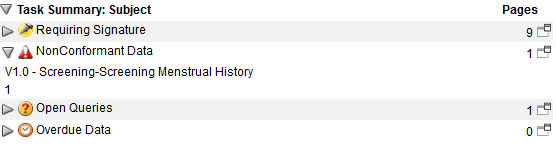 Task Summary: Subject Pages
Requiring Signature 9
NonConformant Data 1
V1.0 - Screening-Screening Menstrual History
1
Open Queries 1
Overdue Data 0